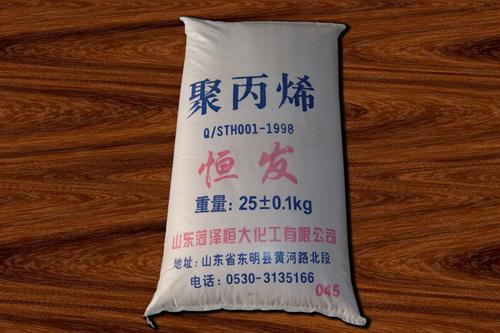 聚丙烯
Q/STH001-1998
恒发
重量: 25±0.1kg
山东菏泽恒大化工有限公司
地址: 山东省东明县黄河路北段
电话: 0530-3135166
045